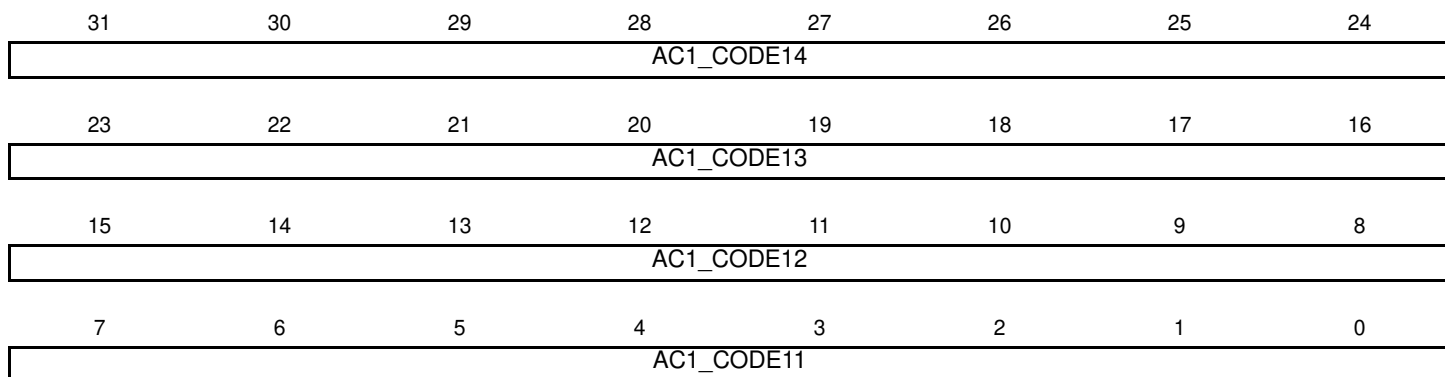 31 30 29 28 27 26 25 24
AC1_CODE14
23 22 21 20 19 18 17 16
AC1_CODE13
15 14 13 12 11 10 9 8
AC1_CODE12
7 6 5 4 3 2 1 0
AC1_CODE11